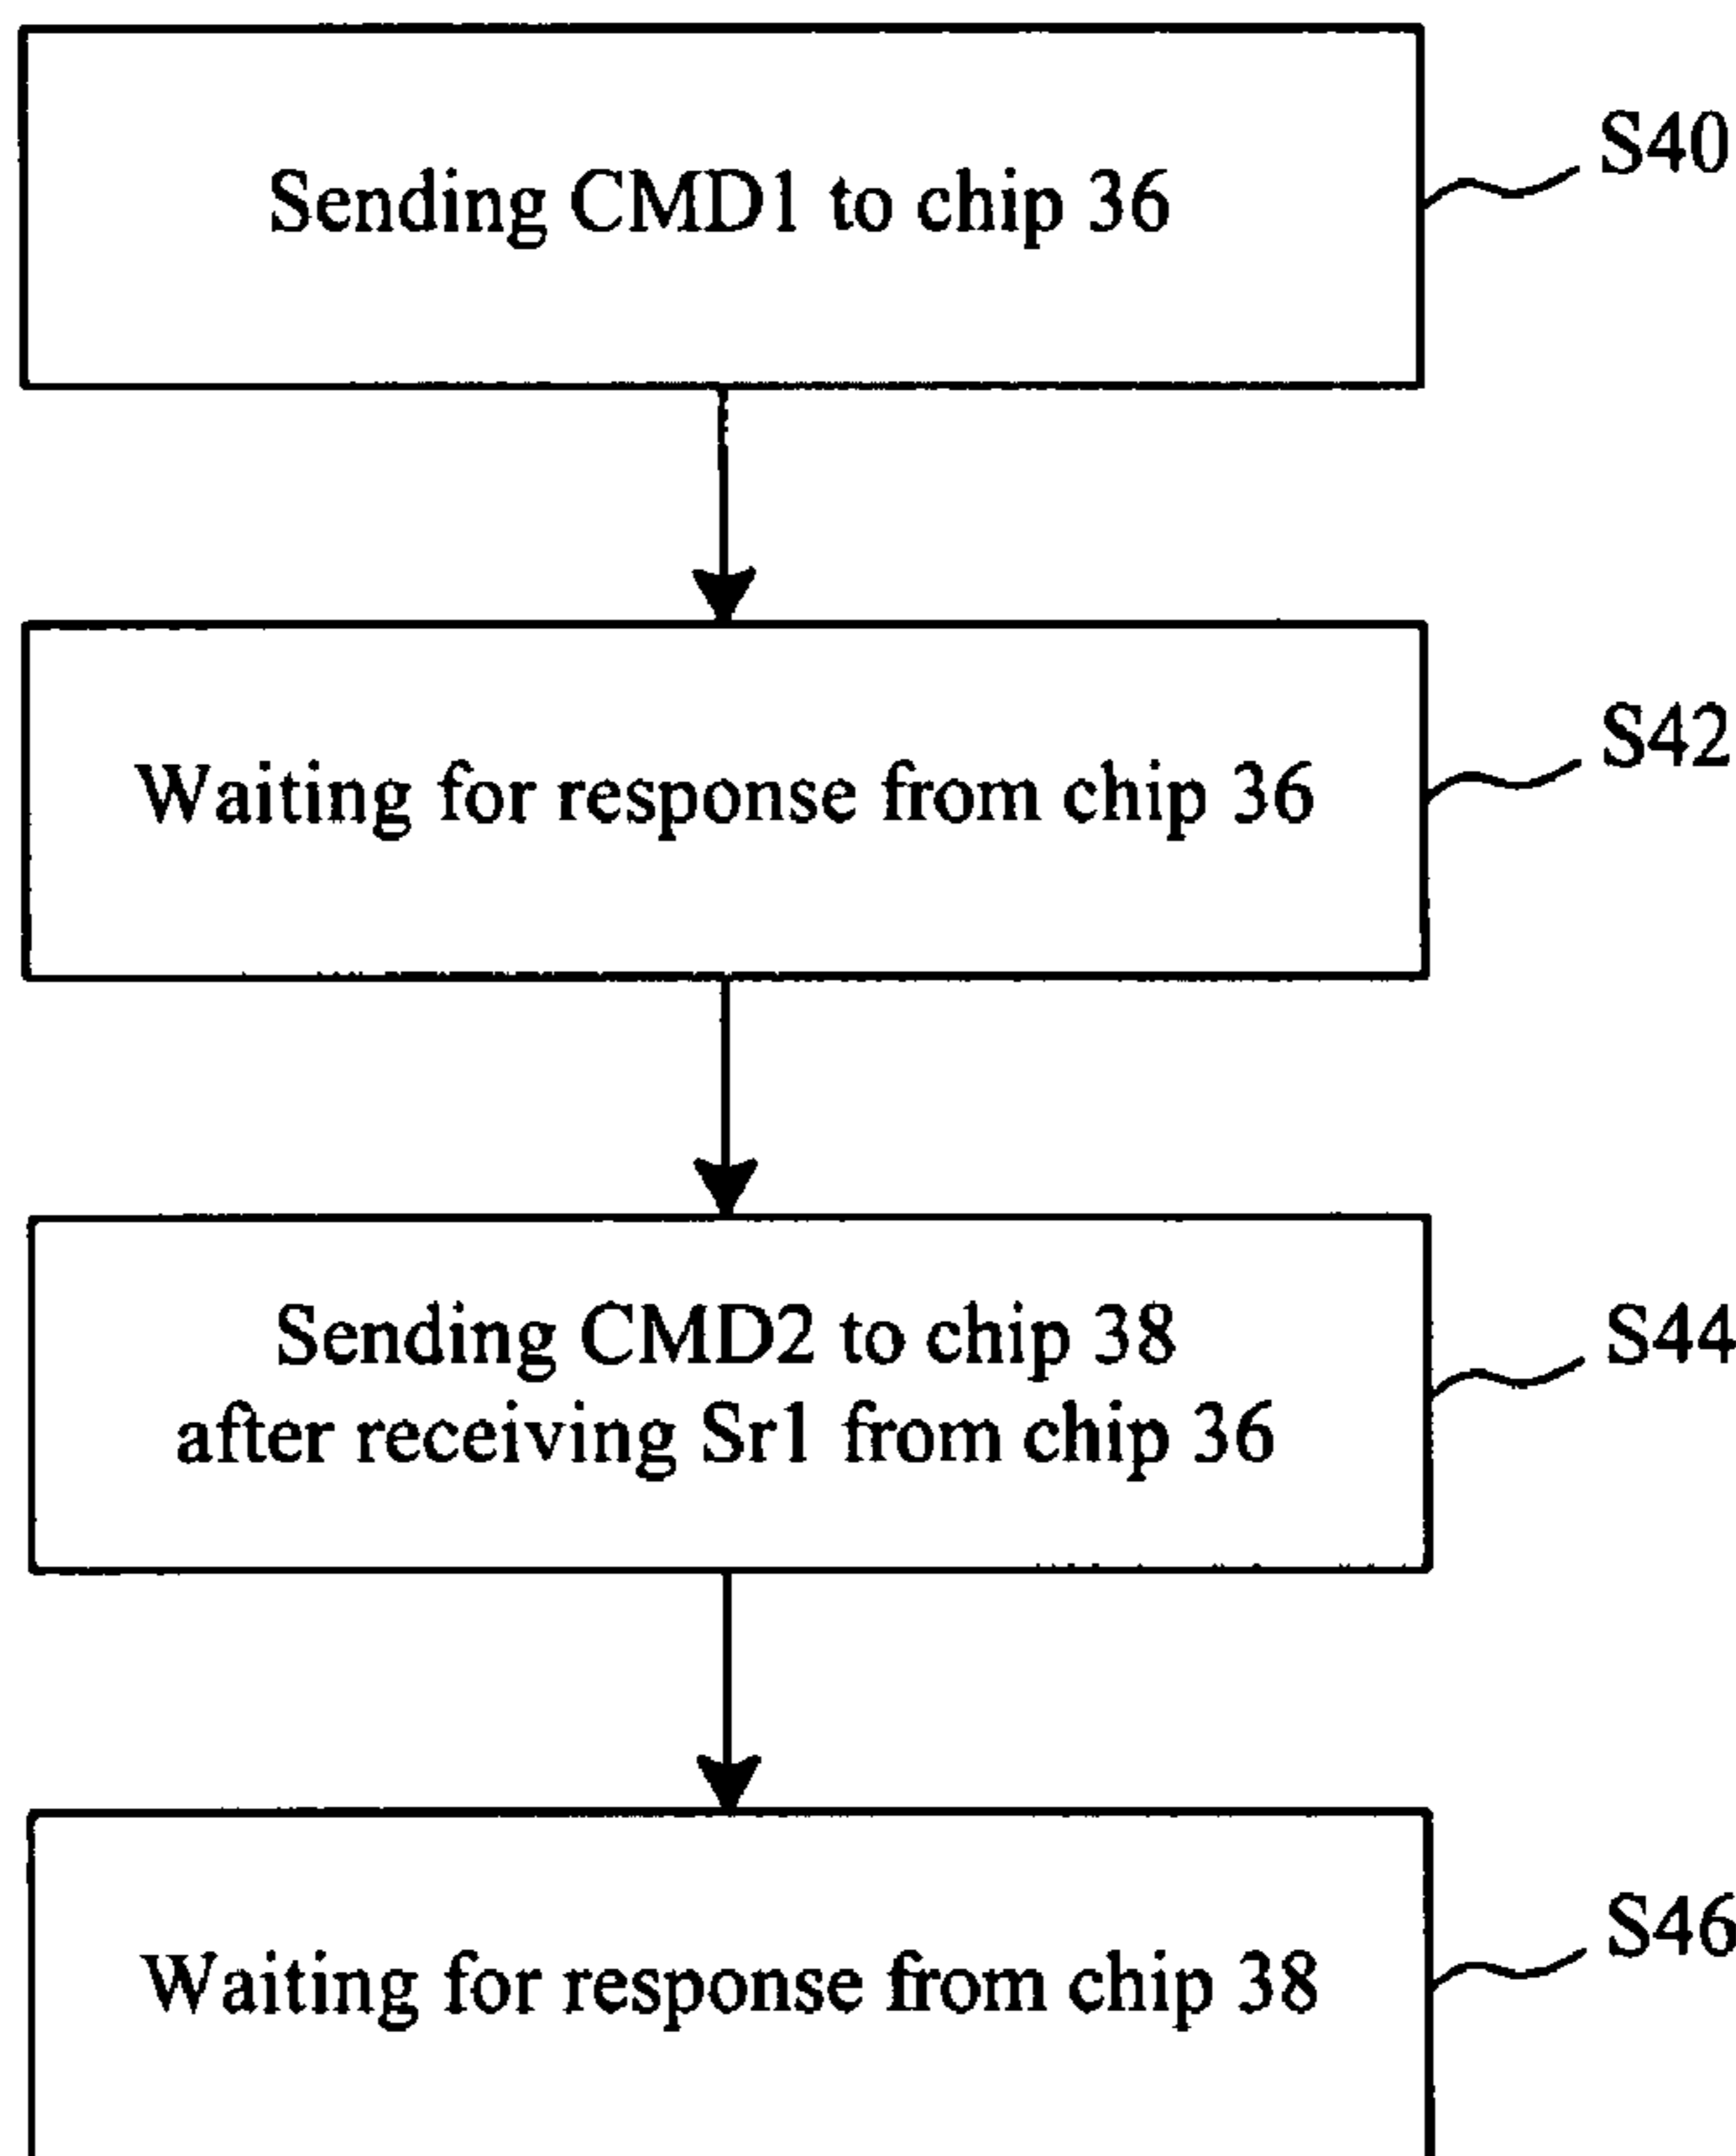 Sending CMD1 to chip 36
S40
Waiting for response from chip 36
S42
Sending CMD2 to chip 38
after receiving Sr1 from chip 36
S44
Waiting for response from chip 38
S46